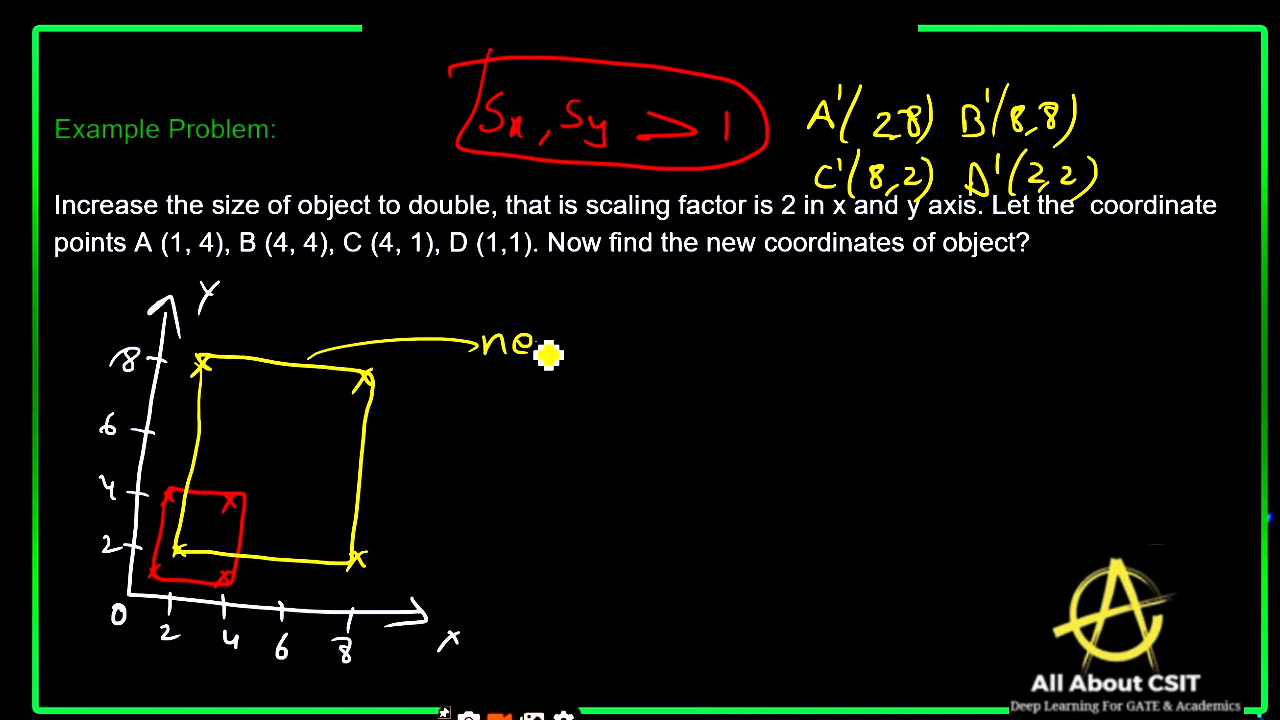 Sx, Sy > 1
A'(2,8) B'(8,8)
Example Problem:
C'(8,2) D'(2,2)
Increase the size of object to double, that is scaling factor is 2 in x and y axis. Let the coordinate
points A (1, 4), B (4, 4), C (4, 1), D (1,1). Now find the new coordinates of object?
Y
ne
8
6
4
2
0
2 4 6 8
x
All About CSIT
Deep Learning For GATE & Academics